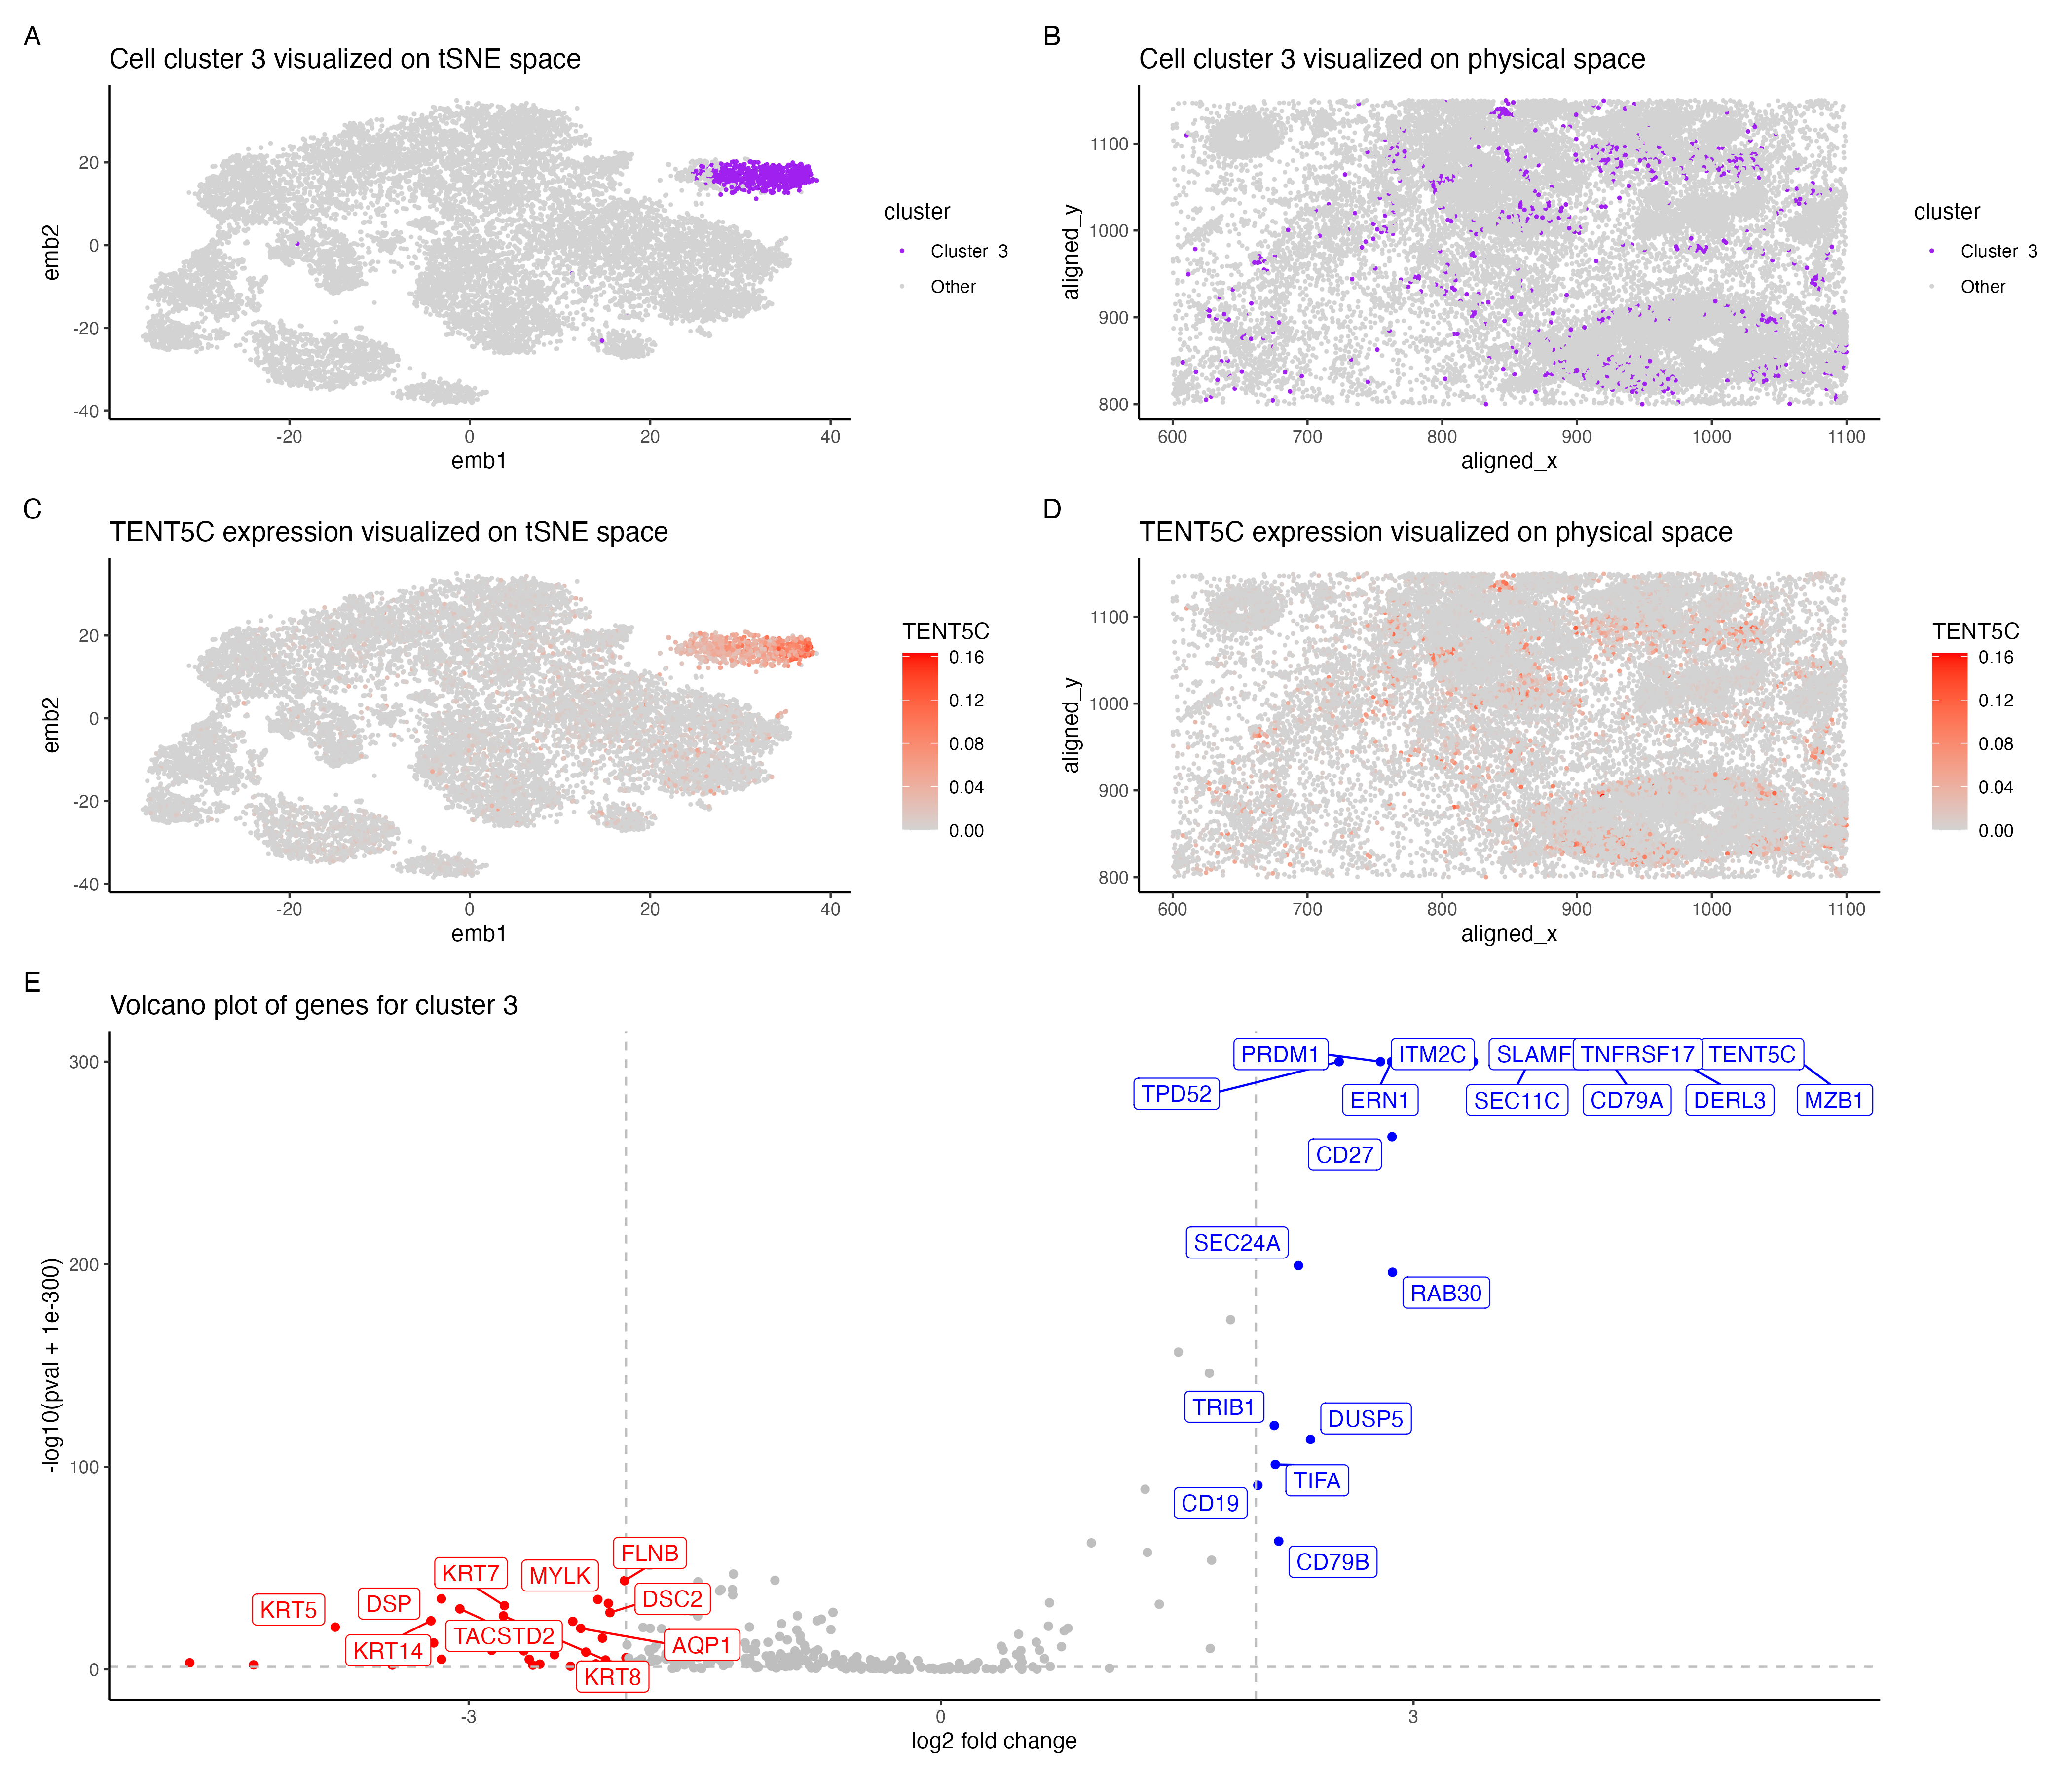 A
Cell cluster 3 visualized on tSNE space
20
0
-20
-40
emb2
-20 0 20 40
emb1
cluster
Cluster_3
Other
B
Cell cluster 3 visualized on physical space
1100
1000
900
800
aligned_y
600 700 800 900 1000 1100
aligned_x
cluster
Cluster_3
Other
C
TENT5C expression visualized on tSNE space
20
0
-20
-40
emb2
-20 0 20 40
emb1
TENT5C
0.16
0.12
0.08
0.04
0.00
D
TENT5C expression visualized on physical space
1100
1000
900
800
aligned_y
600 700 800 900 1000 1100
aligned_x
TENT5C
0.16
0.12
0.08
0.04
0.00
E
Volcano plot of genes for cluster 3
300
200
100
0
-log10(pval + 1e-300)
PRDM1 ITM2C SLAMF TNFRSF17 TENT5C
TPD52 ERN1 SEC11C CD79A DERL3 MZB1
CD27
SEC24A
RAB30
TRIB1
DUSP5
TIFA
CD19
CD79B
FLNB
KRT7 MYLK
KRT5 DSP DSC2
KRT14 TACSTD2 AQP1
KRT8
-3 0 3
log2 fold change